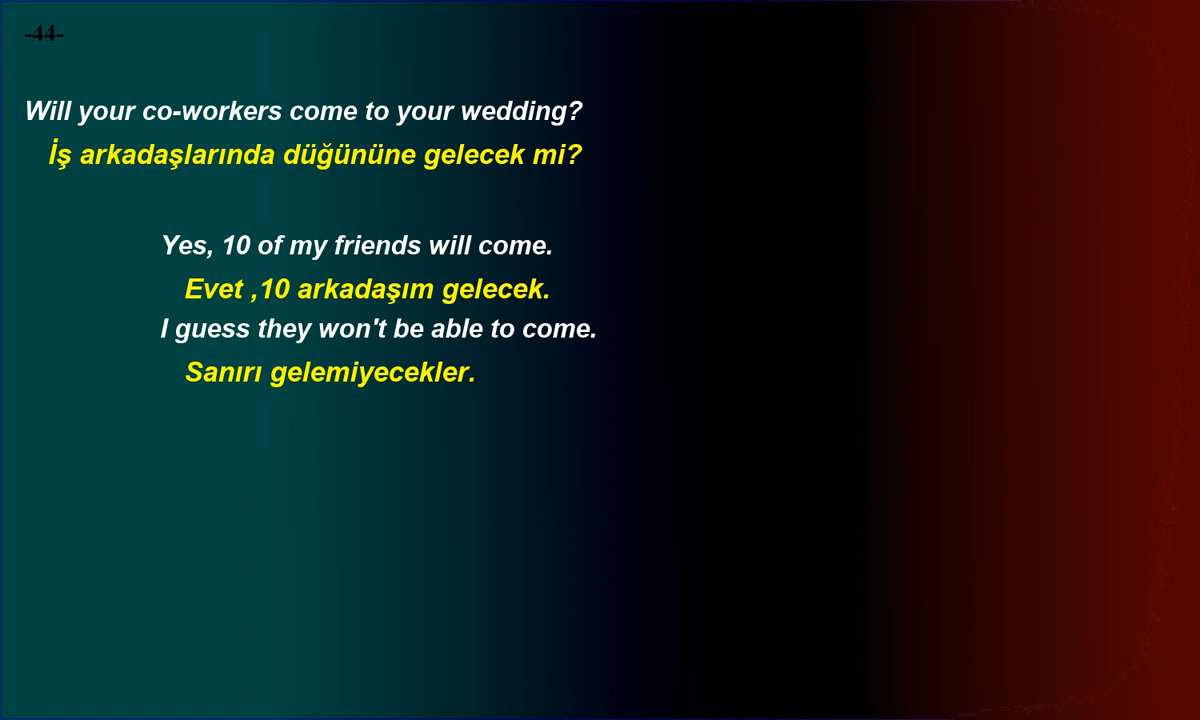 -44-
Will your co-workers come to your wedding?
İş arkadaşlarında düğününe gelecek mi?
Yes, 10 of my friends will come.
Evet ,10 arkadaşım gelecek.
I guess they won't be able to come.
Sanırı gelemiyecekler.